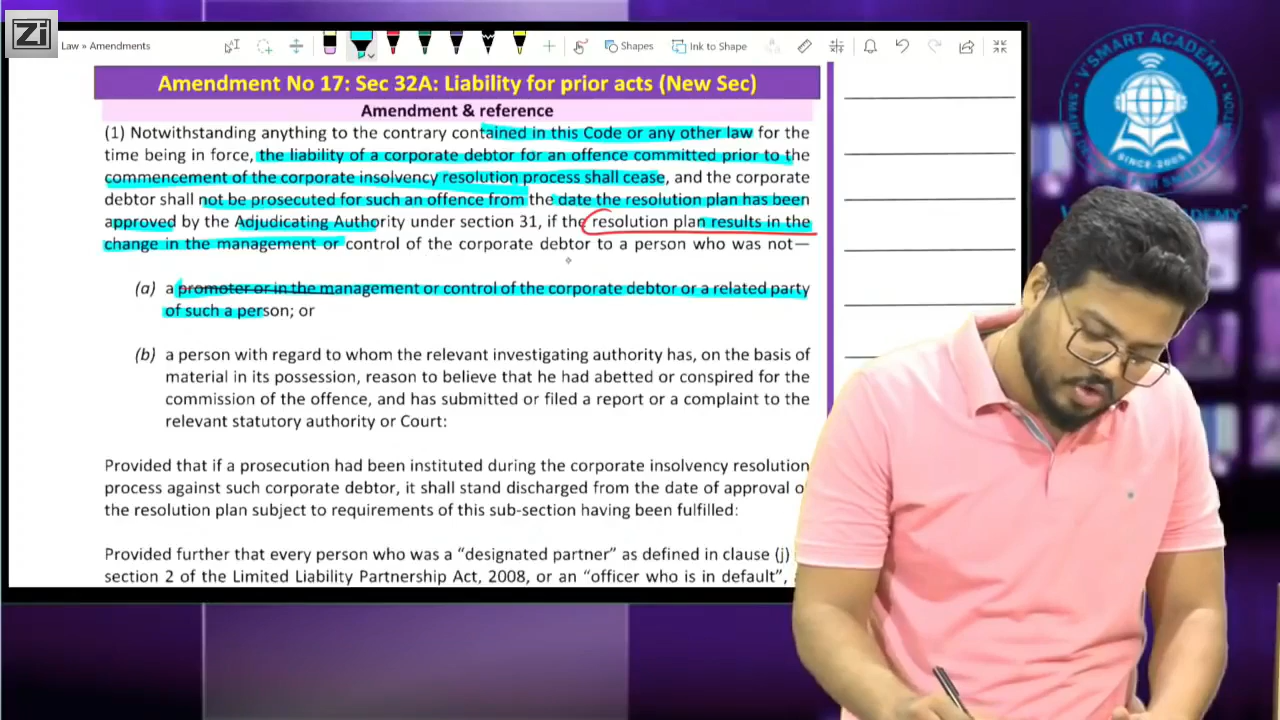 Zi
Law » Amendments
Shapes
Ink to Shape
Amendment No 17: Sec 32A: Liability for prior acts (New Sec)
Amendment & reference
(1) Notwithstanding anything to the contrary contained in this Code or any other law for the
time being in force, the liability of a corporate debtor for an offence committed prior to the
commencement of the corporate insolvency resolution process shall cease, and the corporate
debtor shall not be prosecuted for such an offence from the date the resolution plan has been
approved by the Adjudicating Authority under section 31, if the resolution plan results in the
change in the management or control of the corporate debtor to a person who was not—
(a) a promoter or in the management or control of the corporate debtor or a related party
of such a person; or
(b) a person with regard to whom the relevant investigating authority has, on the basis of
material in its possession, reason to believe that he had abetted or conspired for the
commission of the offence, and has submitted or filed a report or a complaint to the
relevant statutory authority or Court:
Provided that if a prosecution had been instituted during the corporate insolvency resolution
process against such corporate debtor, it shall stand discharged from the date of approval
the resolution plan subject to requirements of this sub-section having been fulfilled:
Provided further that every person who was a “designated partner” as defined in clause (j)
section 2 of the Limited Liability Partnership Act, 2008, or an “officer who is in default”,
V'SMART ACADEMY
SINCE-2005